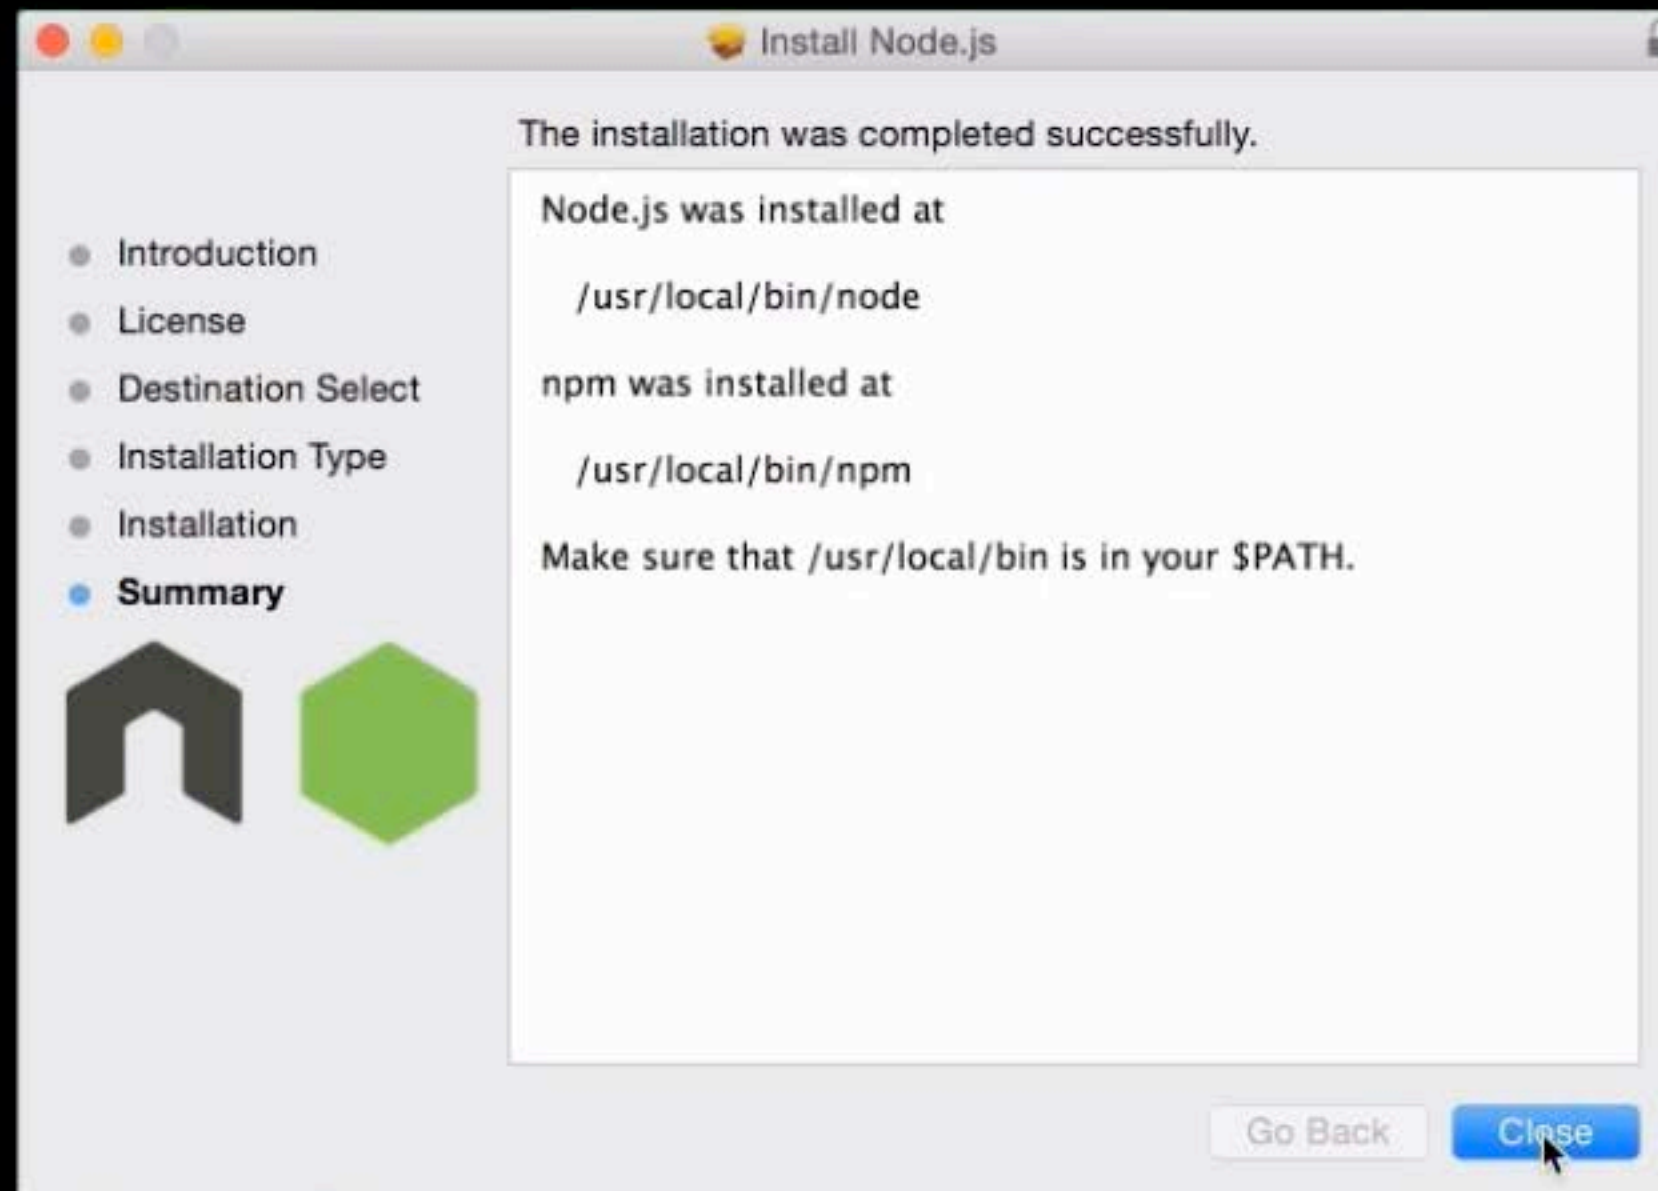 Install Node.js
The installation was completed successfully.
Introduction
License
Destination Select
Installation Type
Installation
Summary
Node.js was installed at
/usr/local/bin/node
npm was installed at
/usr/local/bin/npm
Make sure that /usr/local/bin is in your $PATH.
Go Back
Close